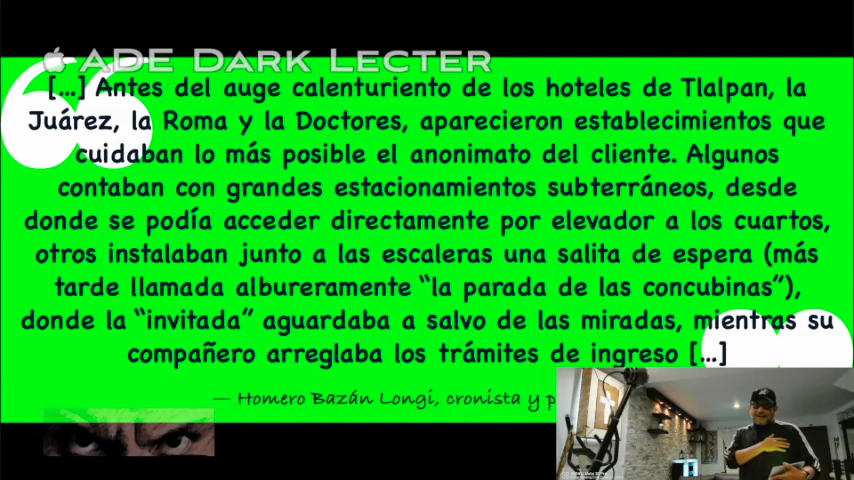 ADE DARK LECTER
[...] Antes del auge calenturiento de los hoteles de Tlalpan, la
Juárez, la Roma y la Doctores, aparecieron establecimientos que
cuidaban lo más posible el anonimato del cliente. Algunos
contaban con grandes estacionamientos subterráneos, desde
donde se podía acceder directamente por elevador a los cuartos,
otros instalaban junto a las escaleras una salita de espera (más
tarde llamada albureramente “la parada de las concubinas”),
donde la “invitada” aguardaba a salvo de las miradas, mientras su
compañero arreglaba los trámites de ingreso [...]
— Homero Bazán Longi, cronista y p